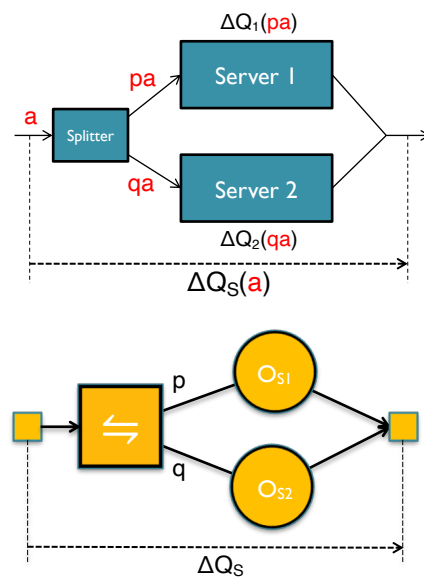 ΔQ₁(pa)
pa
Server 1
a
Splitter
qa
Server 2
ΔQ₂(qa)
ΔQS(a)
p
OS1
⇋
q
OS2
ΔQS